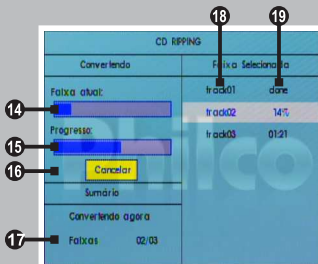 18 19
CD RIPPING
Convertendo Faixa Selecionada
14 Faixa atual: track01 done
track02 14%
15 Progresso: track03 01:21
16 Cancelar
Sumário
Convertendo agora
17 Faixas 02/03
Philco